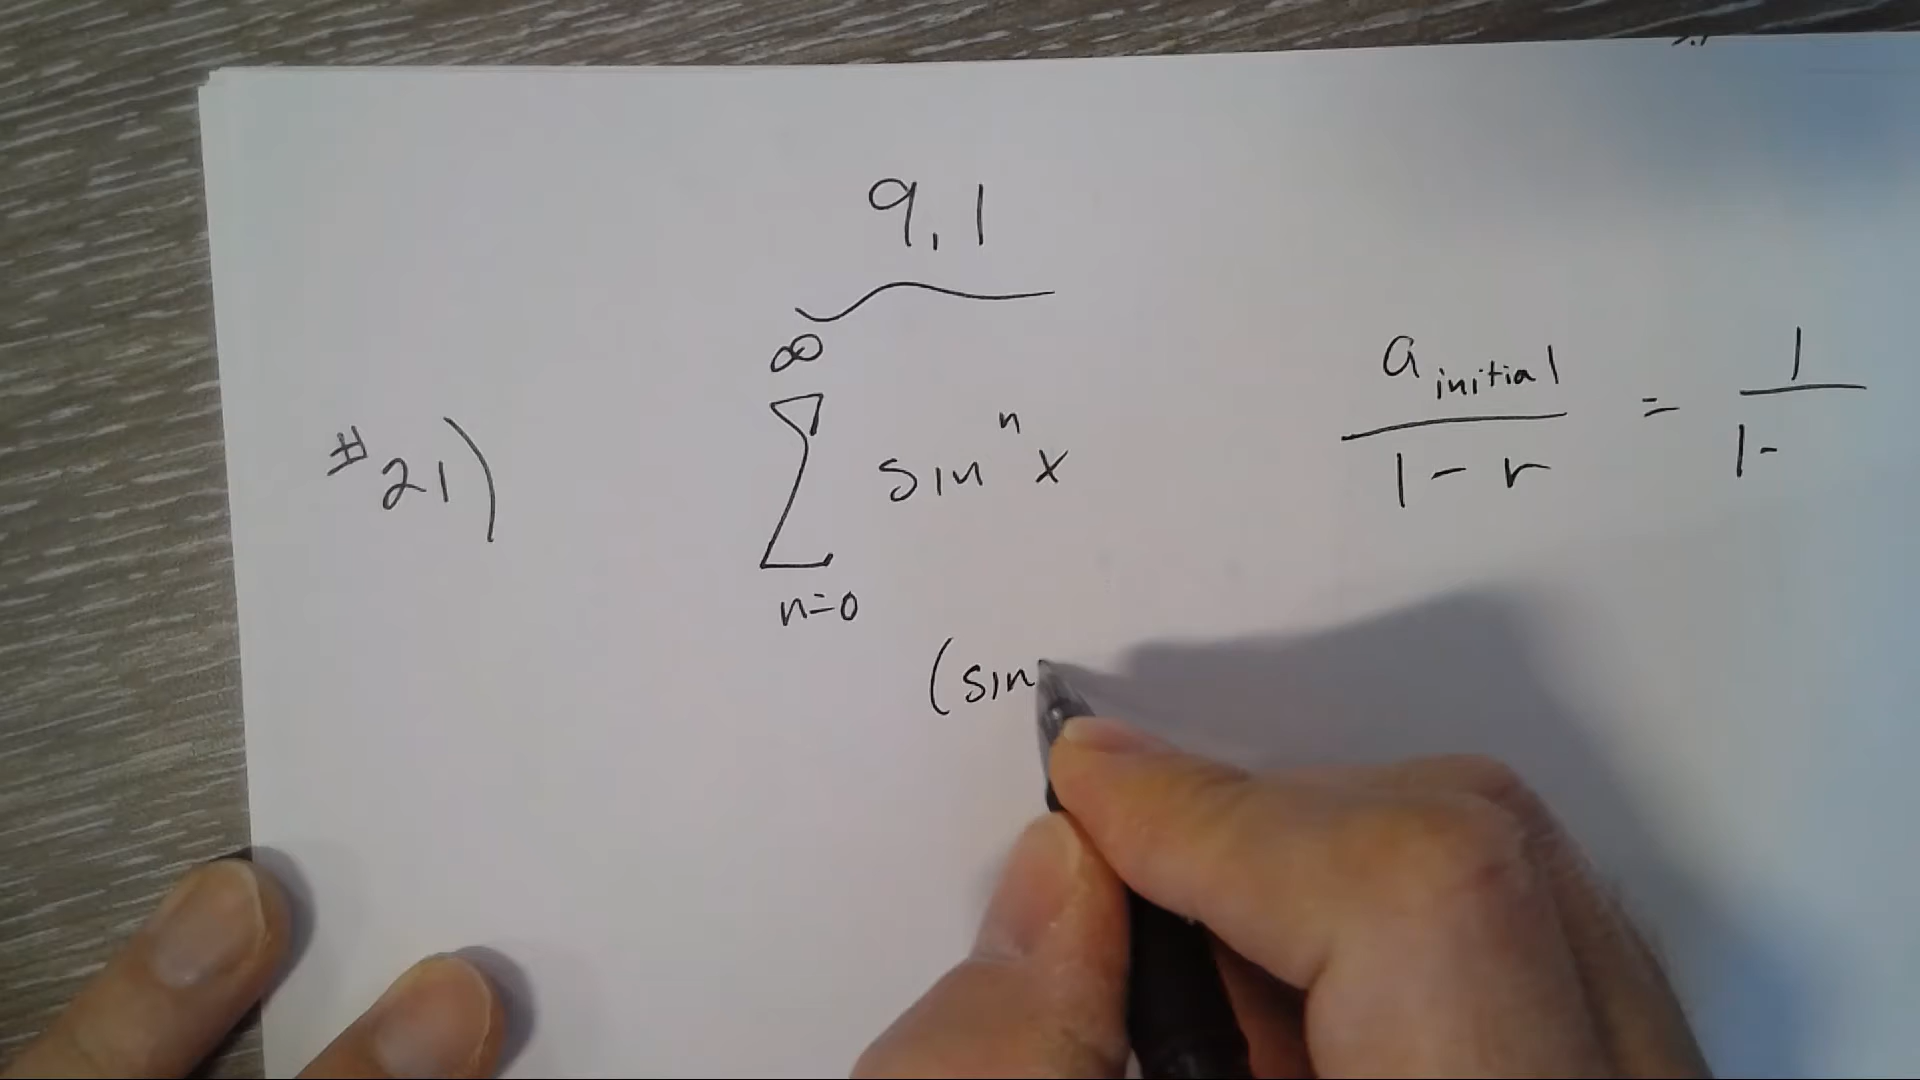 9.1
#21) ∞ Σ n=0 sinⁿx a initial / 1 - r = 1 / 1 -
(sin